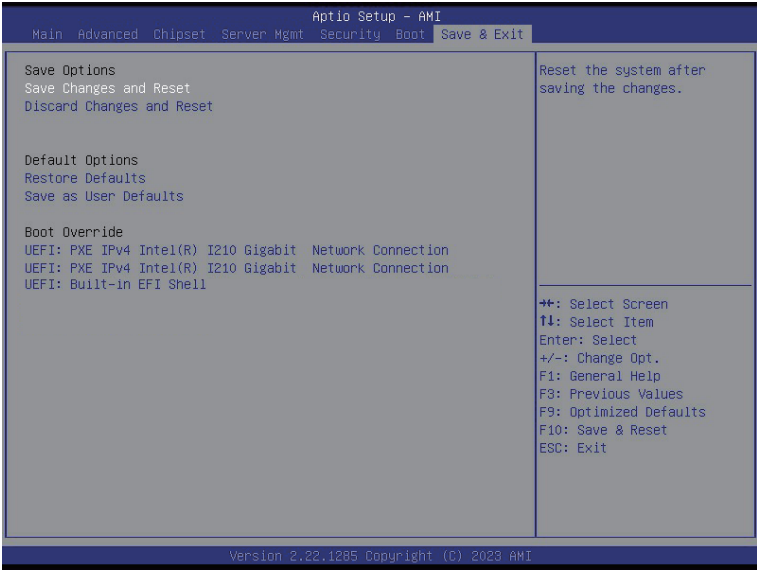 Aptio Setup – AMI
Main Advanced Chipset Server Mgmt Security Boot Save & Exit
Save Options
Save Changes and Reset
Discard Changes and Reset
Default Options
Restore Defaults
Save as User Defaults
Boot Override
UEFI: PXE IPv4 Intel(R) I210 Gigabit  Network Connection
UEFI: PXE IPv4 Intel(R) I210 Gigabit  Network Connection
UEFI: Built-in EFI Shell
Reset the system after
saving the changes.
→←: Select Screen
↑↓: Select Item
Enter: Select
+/-: Change Opt.
F1: General Help
F3: Previous Values
F9: Optimized Defaults
F10: Save & Reset
ESC: Exit
Version 2.22.1285 Copyright (C) 2023 AMI